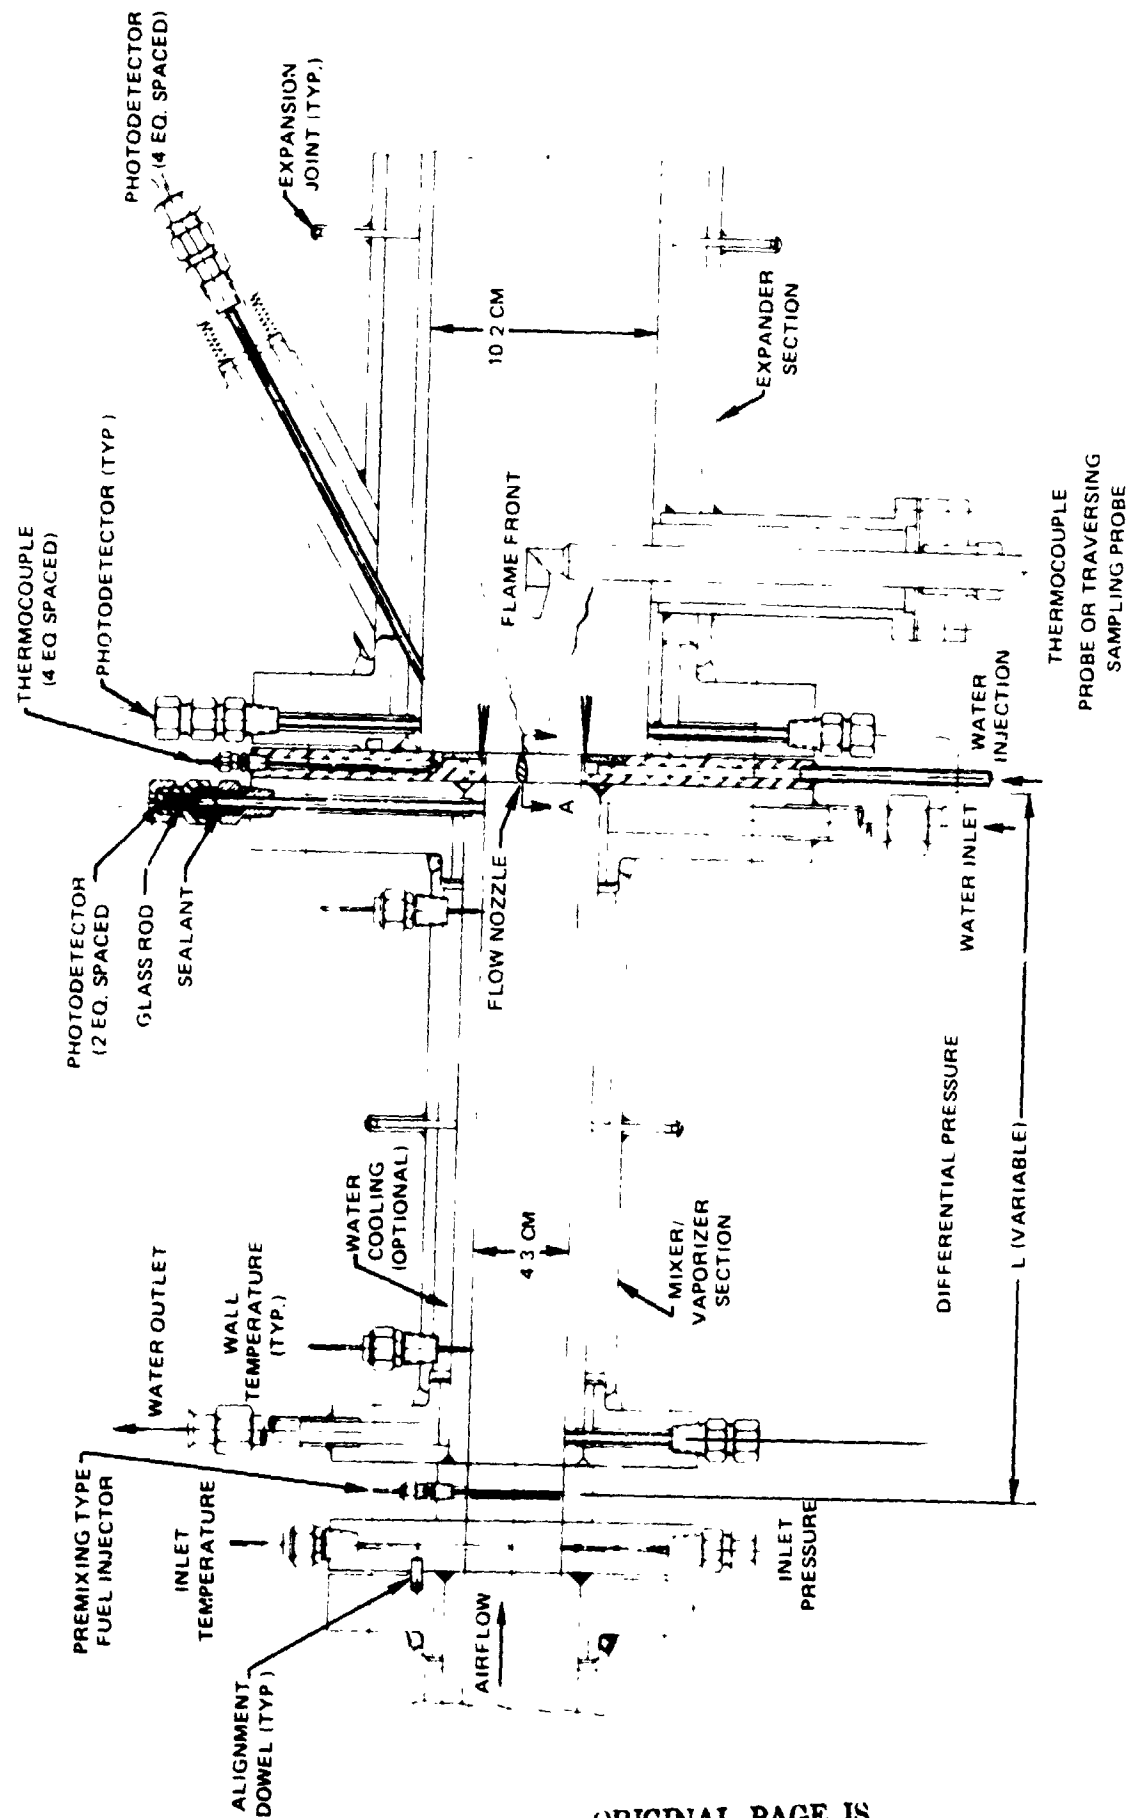 PHOTODETECTOR
(4 EQ. SPACED)
EXPANSION
JOINT (TYP.)
THERMOCOUPLE
(4 EQ SPACED)
PHOTODETECTOR (TYP )
10 2 CM
EXPANDER
SECTION
FLAME FRONT
THERMOCOUPLE
PROBE OR TRAVERSING
SAMPLING PROBE
WATER
INJECTION
WATER INLET
A
FLOW NOZZLE
PHOTODETECTOR
(2 EQ. SPACED
GLASS ROD
SEALANT
WATER
COOLING
(OPTIONAL)
4 3 CM
MIXER/
VAPORIZER
SECTION
DIFFERENTIAL PRESSURE
L (VARIABLE)
WATER OUTLET
WALL
TEMPERATURE
(TYP.)
PREMIXING TYPE
FUEL INJECTOR
INLET
TEMPERATURE
INLET
PRESSURE
ALIGNMENT
DOWEL (TYP )
AIRFLOW
ORIGINAL PAGE IS